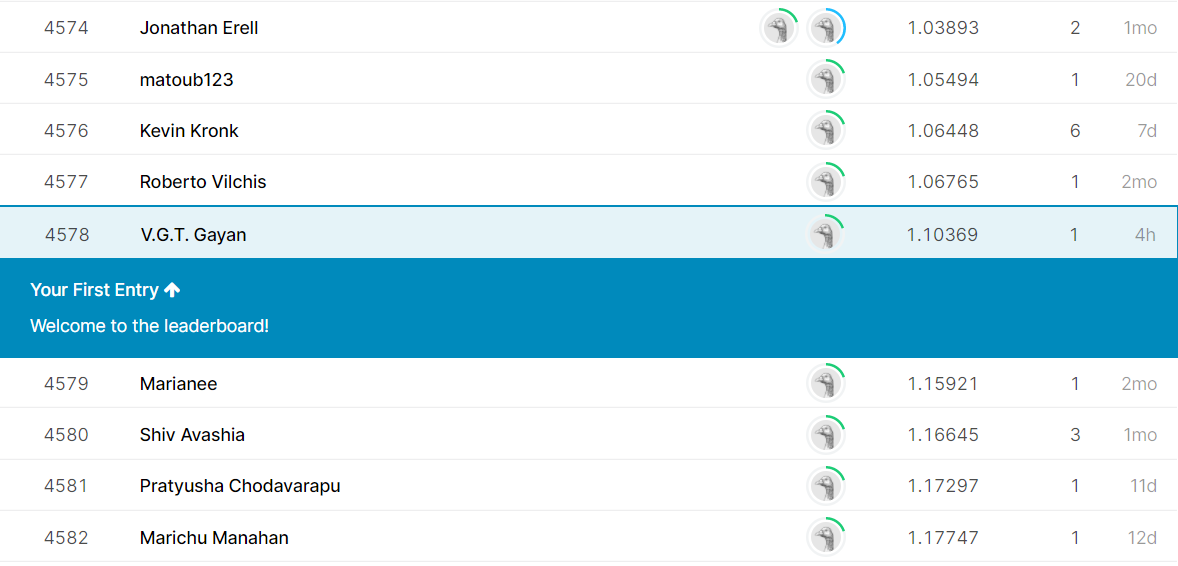 4574 Jonathan Erell 1.03893 2 1mo
4575 matoub123 1.05494 1 20d
4576 Kevin Kronk 1.06448 6 7d
4577 Roberto Vilchis 1.06765 1 2mo
4578 V.G.T. Gayan 1.10369 1 4h
Your First Entry
Welcome to the leaderboard!
4579 Marianee 1.15921 1 2mo
4580 Shiv Avashia 1.16645 3 1mo
4581 Pratyusha Chodavarapu 1.17297 1 11d
4582 Marichu Manahan 1.17747 1 12d